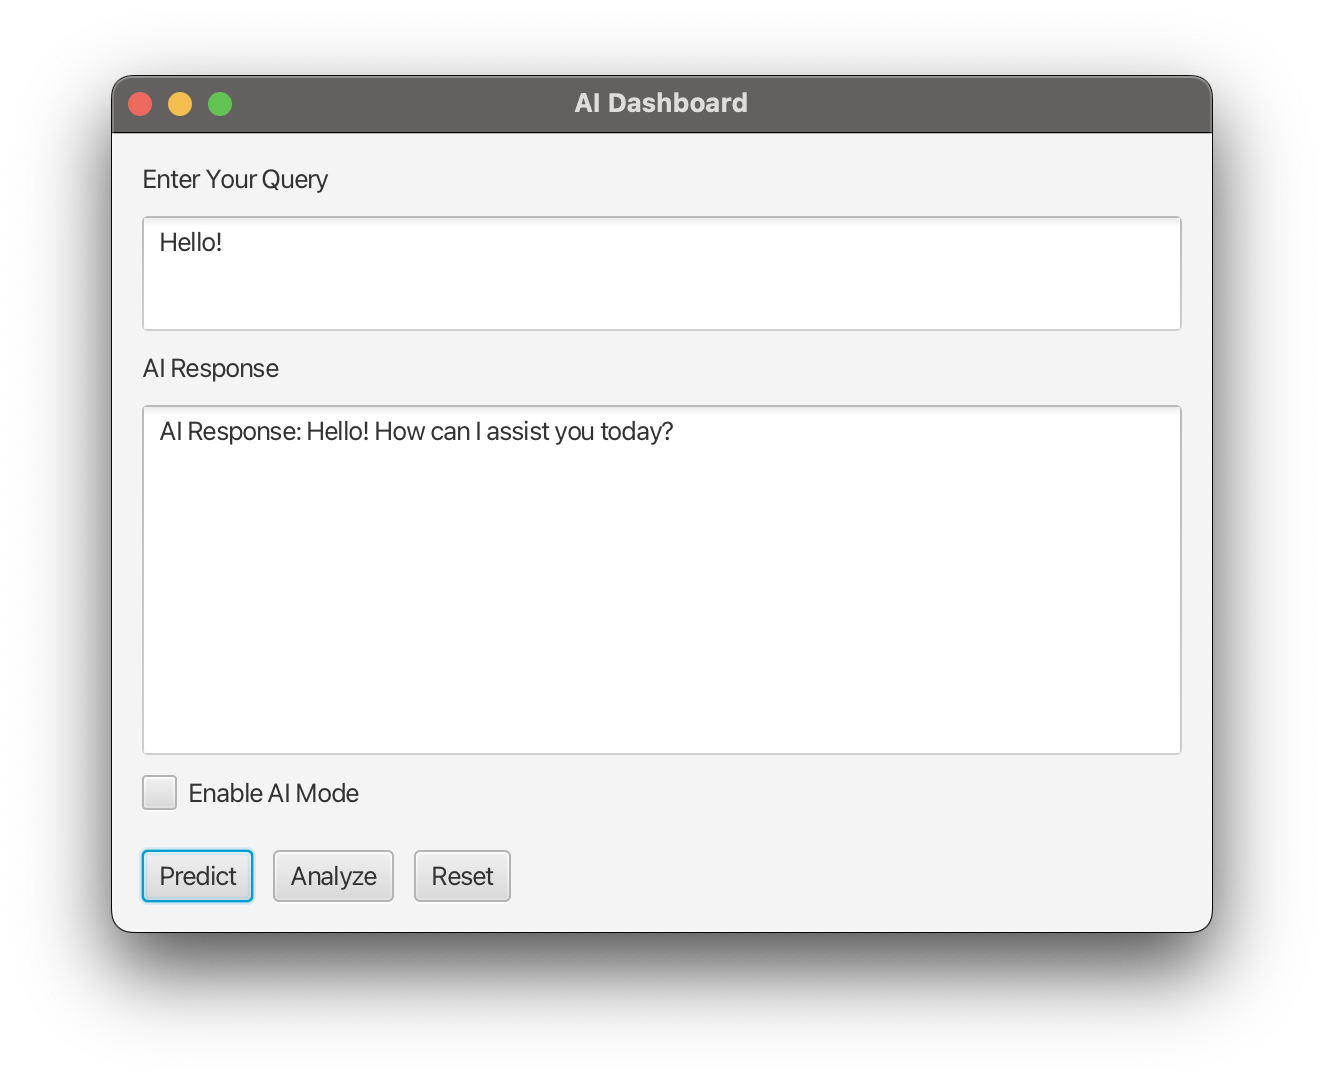 AI Dashboard
Enter Your Query
Hello!
AI Response
AI Response: Hello! How can I assist you today?
Enable AI Mode
Predict Analyze Reset